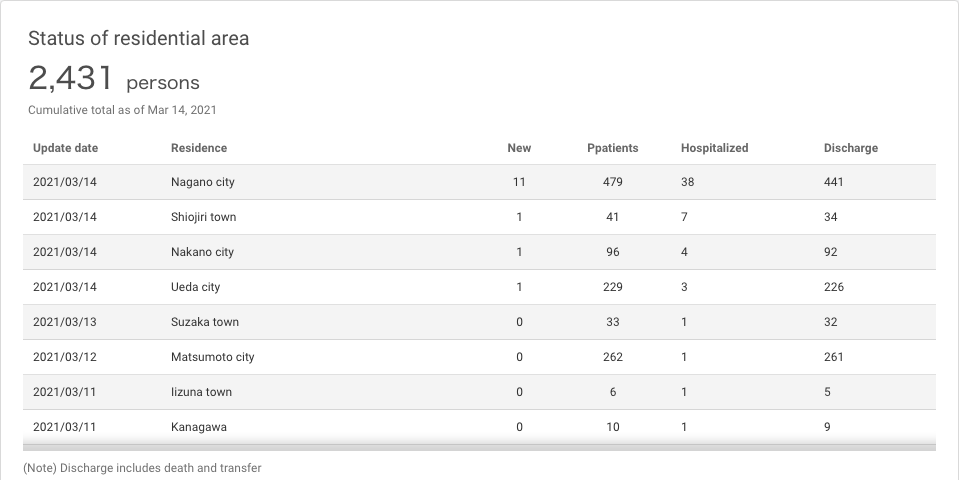 Status of residential area
2,431 persons
Cumulative total as of Mar 14, 2021
Update date Residence New Ppatients Hospitalized Discharge
2021/03/14 Nagano city 11 479 38 441
2021/03/14 Shiojiri town 1 41 7 34
2021/03/14 Nakano city 1 96 4 92
2021/03/14 Ueda city 1 229 3 226
2021/03/13 Suzaka town 0 33 1 32
2021/03/12 Matsumoto city 0 262 1 261
2021/03/11 Iizuna town 0 6 1 5
2021/03/11 Kanagawa 0 10 1 9
(Note) Discharge includes death and transfer